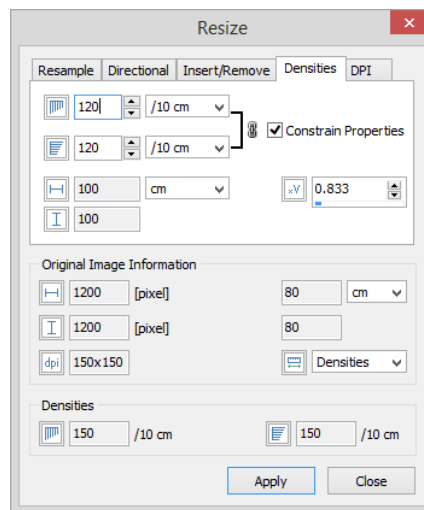 Resize
Resample Directional Insert/Remove Densities DPI
120 /10 cm
Constrain Properties
120 /10 cm
100 cm xV 0.833
100
Original Image Information
1200 [pixel] 80 cm
1200 [pixel] 80
dpi 150x150 Densities
Densities
150 /10 cm 150 /10 cm
Apply Close